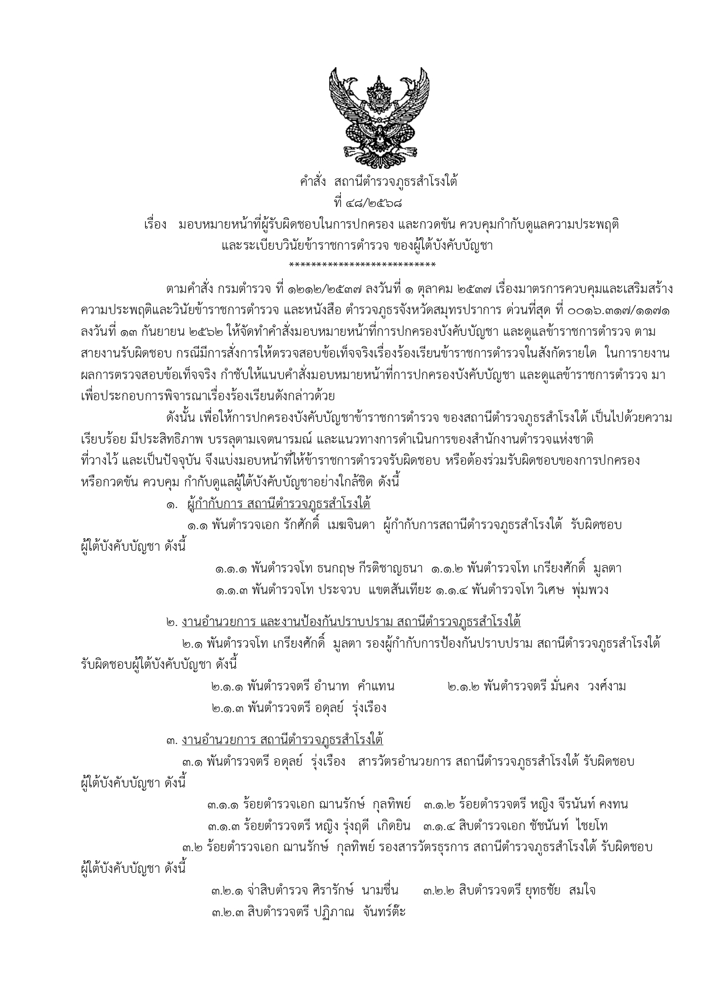 คำสั่ง สถานีตำรวจภูธรสำโรงใต้
ที่ ๔๘/๒๕๖๘
เรื่อง มอบหมายหน้าที่ผู้รับผิดชอบในการปกครอง และกวดขัน ควบคุมกำกับดูแลความประพฤติ
และระเบียบวินัยข้าราชการตำรวจ ของผู้ใต้บังคับบัญชา
***************************
ตามคำสั่ง กรมตำรวจ ที่ ๑๒๑๒/๒๕๓๗ ลงวันที่ ๑ ตุลาคม ๒๕๓๗ เรื่องมาตรการควบคุมและเสริมสร้าง
ความประพฤติและวินัยข้าราชการตำรวจ และหนังสือ ตำรวจภูธรจังหวัดสมุทรปราการ ด่วนที่สุด ที่ ๐๐๑๖.๓๑๗/๑๑๗๑
ลงวันที่ ๑๓ กันยายน ๒๕๖๒ ให้จัดทำคำสั่งมอบหมายหน้าที่การปกครองบังคับบัญชา และดูแลข้าราชการตำรวจ ตาม
สายงานรับผิดชอบ กรณีมีการสั่งการให้ตรวจสอบข้อเท็จจริงเรื่องร้องเรียนข้าราชการตำรวจในสังกัดรายใด ในการายงาน
ผลการตรวจสอบข้อเท็จจริง กำชับให้แนบคำสั่งมอบหมายหน้าที่การปกครองบังคับบัญชา และดูแลข้าราชการตำรวจ มา
เพื่อประกอบการพิจารณาเรื่องร้องเรียนดังกล่าวด้วย
ดังนั้น เพื่อให้การปกครองบังคับบัญชาข้าราชการตำรวจ ของสถานีตำรวจภูธรสำโรงใต้ เป็นไปด้วยความ
เรียบร้อย มีประสิทธิภาพ บรรลุตามเจตนารมณ์ และแนวทางการดำเนินการของสำนักงานตำรวจแห่งชาติ
ที่วางไว้ และเป็นปัจจุบัน จึงแบ่งมอบหน้าที่ให้ข้าราชการตำรวจรับผิดชอบ หรือต้องร่วมรับผิดชอบของการปกครอง
หรือกวดขัน ควบคุม กำกับดูแลผู้ใต้บังคับบัญชาอย่างใกล้ชิด ดังนี้
๑. ผู้กำกับการ สถานีตำรวจภูธรสำโรงใต้
๑.๑ พันตำรวจเอก รักศักดิ์ เมฆจินดา ผู้กำกับการสถานีตำรวจภูธรสำโรงใต้ รับผิดชอบ
ผู้ใต้บังคับบัญชา ดังนี้
๑.๑.๑ พันตำรวจโท ธนกฤษ กีรติชาญธนา ๑.๑.๒ พันตำรวจโท เกรียงศักดิ์ มูลตา
๑.๑.๓ พันตำรวจโท ประจวบ แขตสันเทียะ ๑.๑.๔ พันตำรวจโท วิเศษ พุ่มพวง
๒. งานอำนวยการ และงานป้องกันปราบปราม สถานีตำรวจภูธรสำโรงใต้
๒.๑ พันตำรวจโท เกรียงศักดิ์ มูลตา รองผู้กำกับการป้องกันปราบปราม สถานีตำรวจภูธรสำโรงใต้
รับผิดชอบผู้ใต้บังคับบัญชา ดังนี้
๒.๑.๑ พันตำรวจตรี อำนาท คำแทน ๒.๑.๒ พันตำรวจตรี มั่นคง วงศ์งาม
๒.๑.๓ พันตำรวจตรี อดุลย์ รุ่งเรือง
๓. งานอำนวยการ สถานีตำรวจภูธรสำโรงใต้
๓.๑ พันตำรวจตรี อดุลย์ รุ่งเรือง สารวัตรอำนวยการ สถานีตำรวจภูธรสำโรงใต้ รับผิดชอบ
ผู้ใต้บังคับบัญชา ดังนี้
๓.๑.๑ ร้อยตำรวจเอก ฌานรักษ์ กุลทิพย์ ๓.๑.๒ ร้อยตำรวจตรี หญิง จีรนันท์ คงทน
๓.๑.๓ ร้อยตำรวจตรี หญิง รุ่งฤดี เกิดยิน ๓.๑.๔ สิบตำรวจเอก ชัชนันท์ ไชยโท
๓.๒ ร้อยตำรวจเอก ฌานรักษ์ กุลทิพย์ รองสารวัตรธุรการ สถานีตำรวจภูธรสำโรงใต้ รับผิดชอบ
ผู้ใต้บังคับบัญชา ดังนี้
๓.๒.๑ จ่าสิบตำรวจ ศิรารักษ์ นามชื่น ๓.๒.๒ สิบตำรวจตรี ยุทธชัย สมใจ
๓.๒.๓ สิบตำรวจตรี ปฏิภาณ จันทร์ต๊ะ